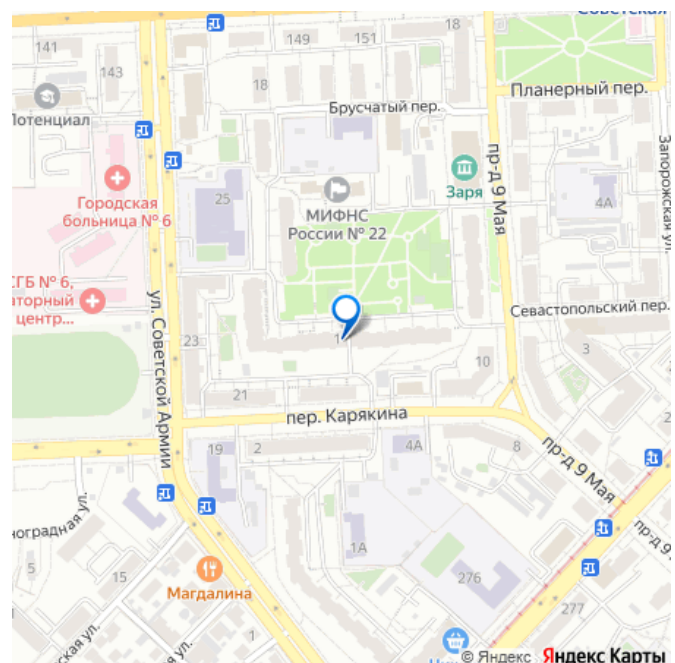 Советская
141
143
149
151
18
18
Потенциал
Планерный пер.
Брусчатый пер.
Запорожская ул.
пр-д 9 Мая
Заря
4А
Городская
больница № 6
25
МИФНС
России № 22
СГБ № 6,
центр...
ул. Советской Армии
Севастопольский пер.
23
3
10
21
пер. Карякина
19
2
4А
8
пр-д 9 Мая
пр-д 9
5
15
1А
276
277
Магдалина
1
© Яндекс Яндекс Карты